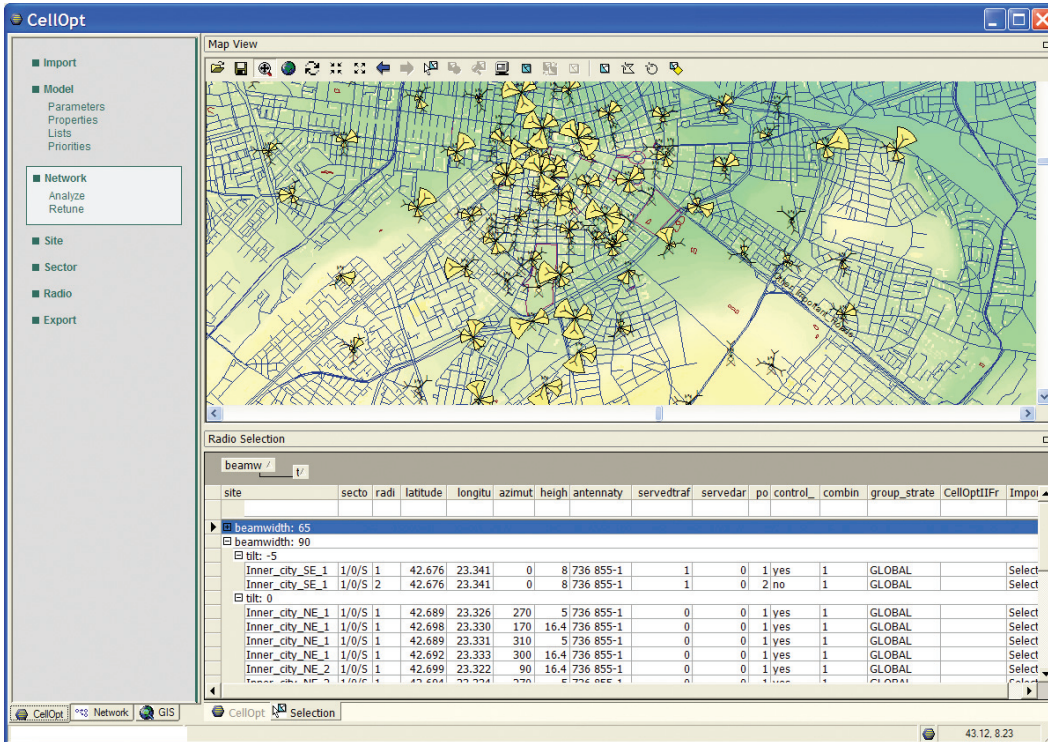 CellOpt
Import
Model
Parameters
Properties
Lists
Priorities
Network
Analyze
Retune
Site
Sector
Radio
Export
CellOpt Network GIS
Map View
Radio Selection
beamw t
site secto radi latitude longitu azimut heigh antennaty servedtraf servedar po control_ combin group_strate CellOptIIFr Impor
beamwidth: 65
beamwidth: 90
tilt: -5
Inner_city_SE_1 1/0/S 1 42.676 23.341 0 8 736 855-1 1 0 1 yes 1 GLOBAL Select
Inner_city_SE_1 1/0/S 2 42.676 23.341 0 8 736 855-1 1 0 2 no 1 GLOBAL Select
tilt: 0
Inner_city_NE_1 1/0/S 1 42.689 23.326 270 5 736 855-1 0 0 1 yes 1 GLOBAL Select
Inner_city_NE_1 1/0/S 1 42.698 23.330 170 16.4 736 855-1 0 0 1 yes 1 GLOBAL Select
Inner_city_NE_1 1/0/S 1 42.689 23.331 310 5 736 855-1 0 0 1 yes 1 GLOBAL Select
Inner_city_NE_1 1/0/S 1 42.692 23.333 300 16.4 736 855-1 0 0 1 yes 1 GLOBAL Select
Inner_city_NE_2 1/0/S 1 42.699 23.322 90 16.4 736 855-1 0 0 1 yes 1 GLOBAL Select
CellOpt Selection
43.12, 8.23